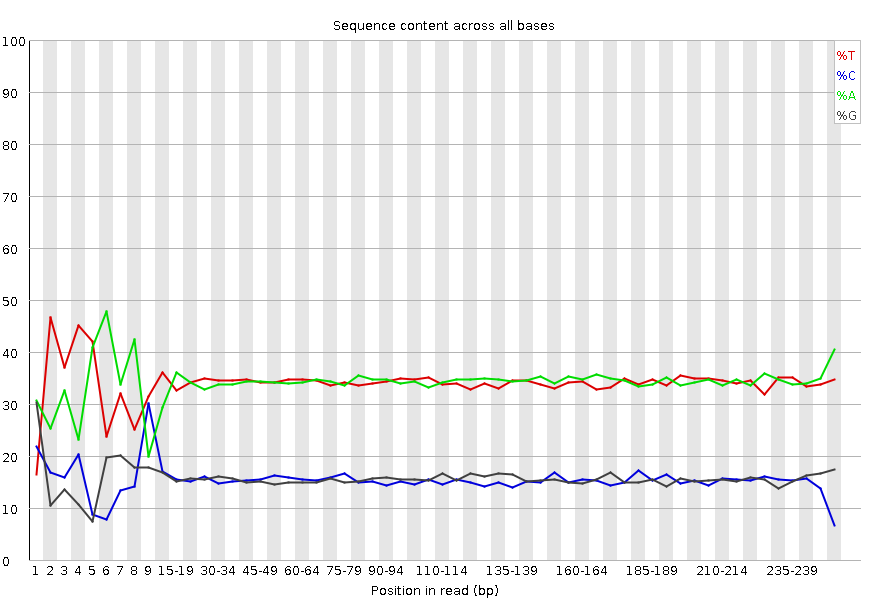 Sequence content across all bases
%T
%C
%A
%G
100
90
80
70
60
50
40
30
20
10
0
1 2 3 4 5 6 7 8 9 15-19 30-34 45-49 60-64 75-79 90-94 110-114 135-139 160-164 185-189 210-214 235-239
Position in read (bp)